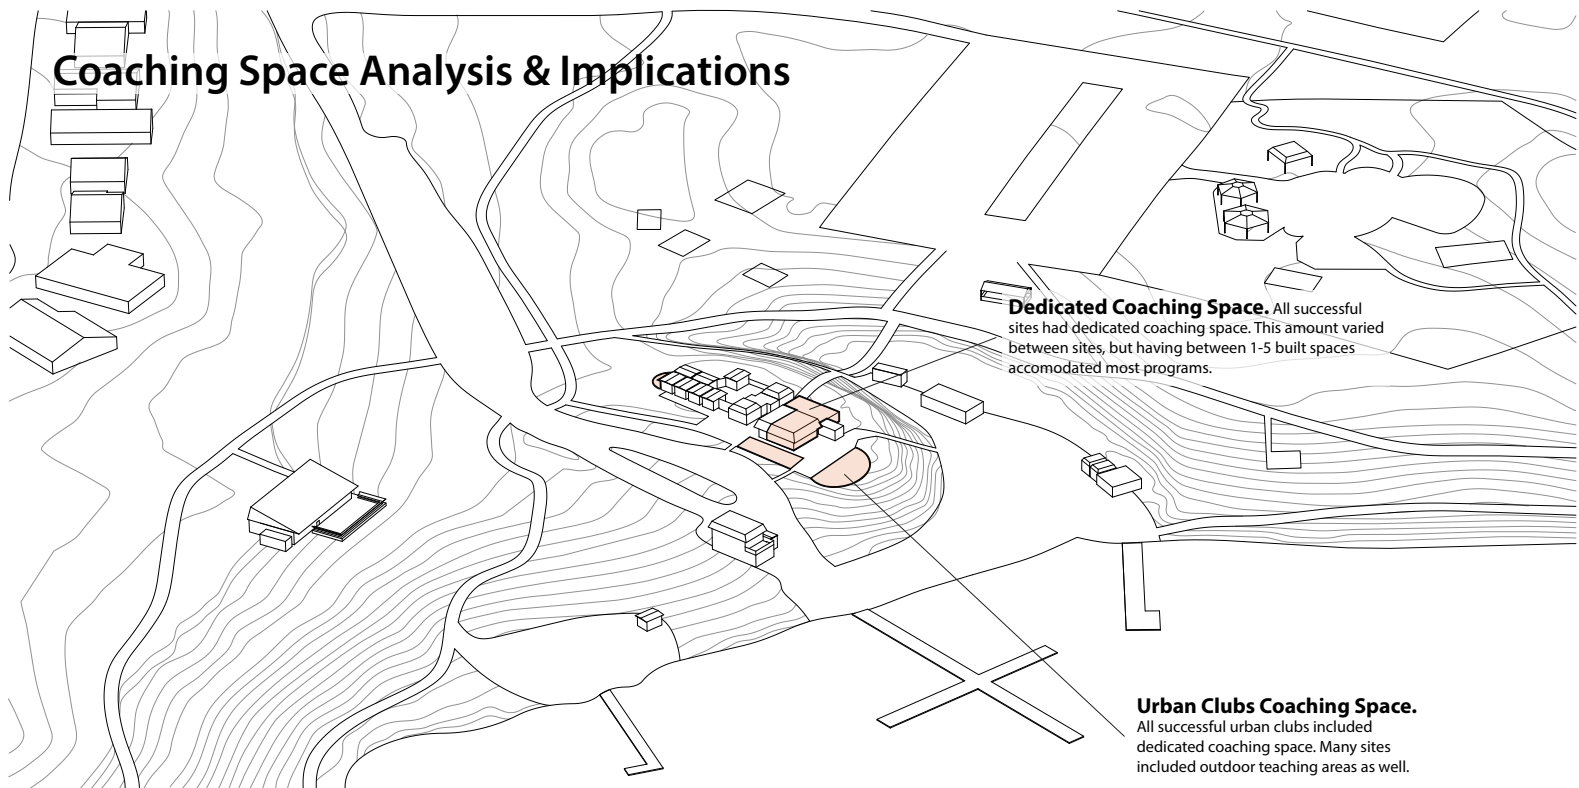 Coaching Space Analysis & Implications
Dedicated Coaching Space. All successful
sites had dedicated coaching space. This amount varied
between sites, but having between 1-5 built spaces
accomodated most programs.
Urban Clubs Coaching Space.
All successful urban clubs included
dedicated coaching space. Many sites
included outdoor teaching areas as well.